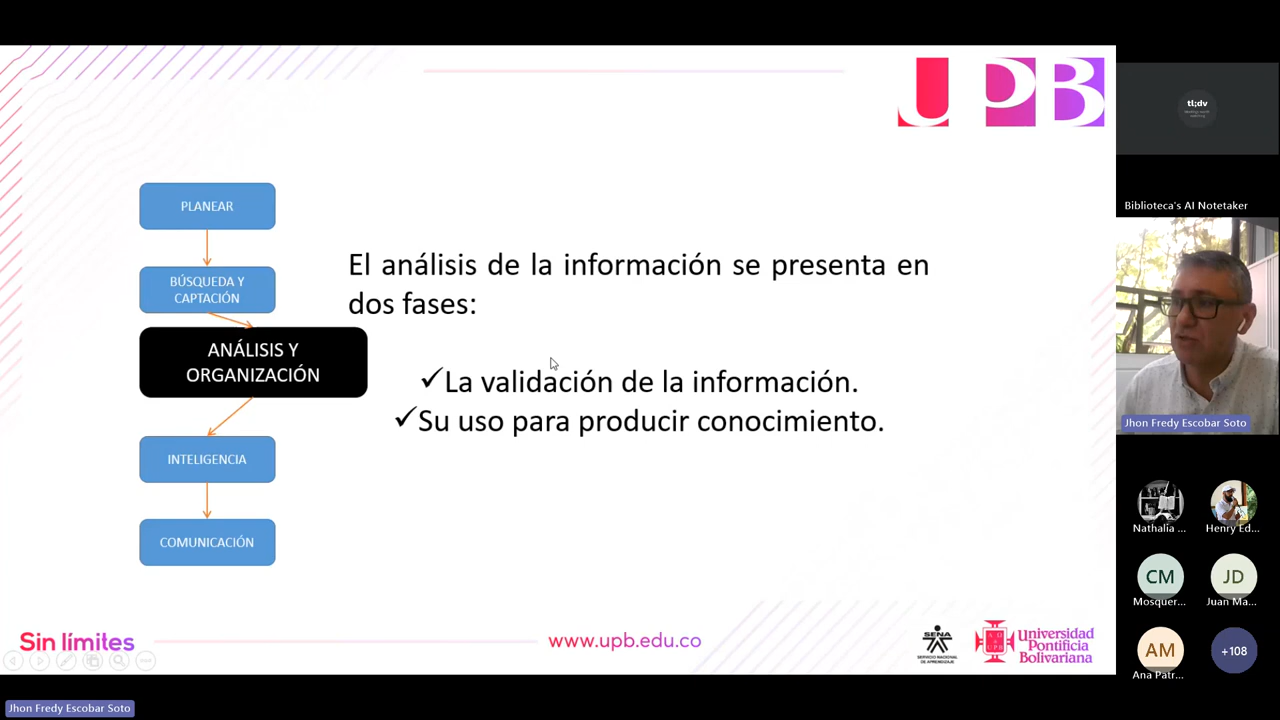 UPB
PLANEAR
BÚSQUEDA Y
CAPTACIÓN
ANÁLISIS Y
ORGANIZACIÓN
INTELIGENCIA
COMUNICACIÓN
El análisis de la información se presenta en
dos fases:
✓La validación de la información.
✓Su uso para producir conocimiento.
Sin límites
www.upb.edu.co
SENA
Universidad
Pontificia
Bolivariana
Jhon Fredy Escobar Soto
tl;dv
Biblioteca's AI Notetaker
Jhon Fredy Escobar Soto
Nathalia ...
Henry Ed...
CM
JD
Mosquer...
Juan Ma...
AM
+108
Ana Patr...